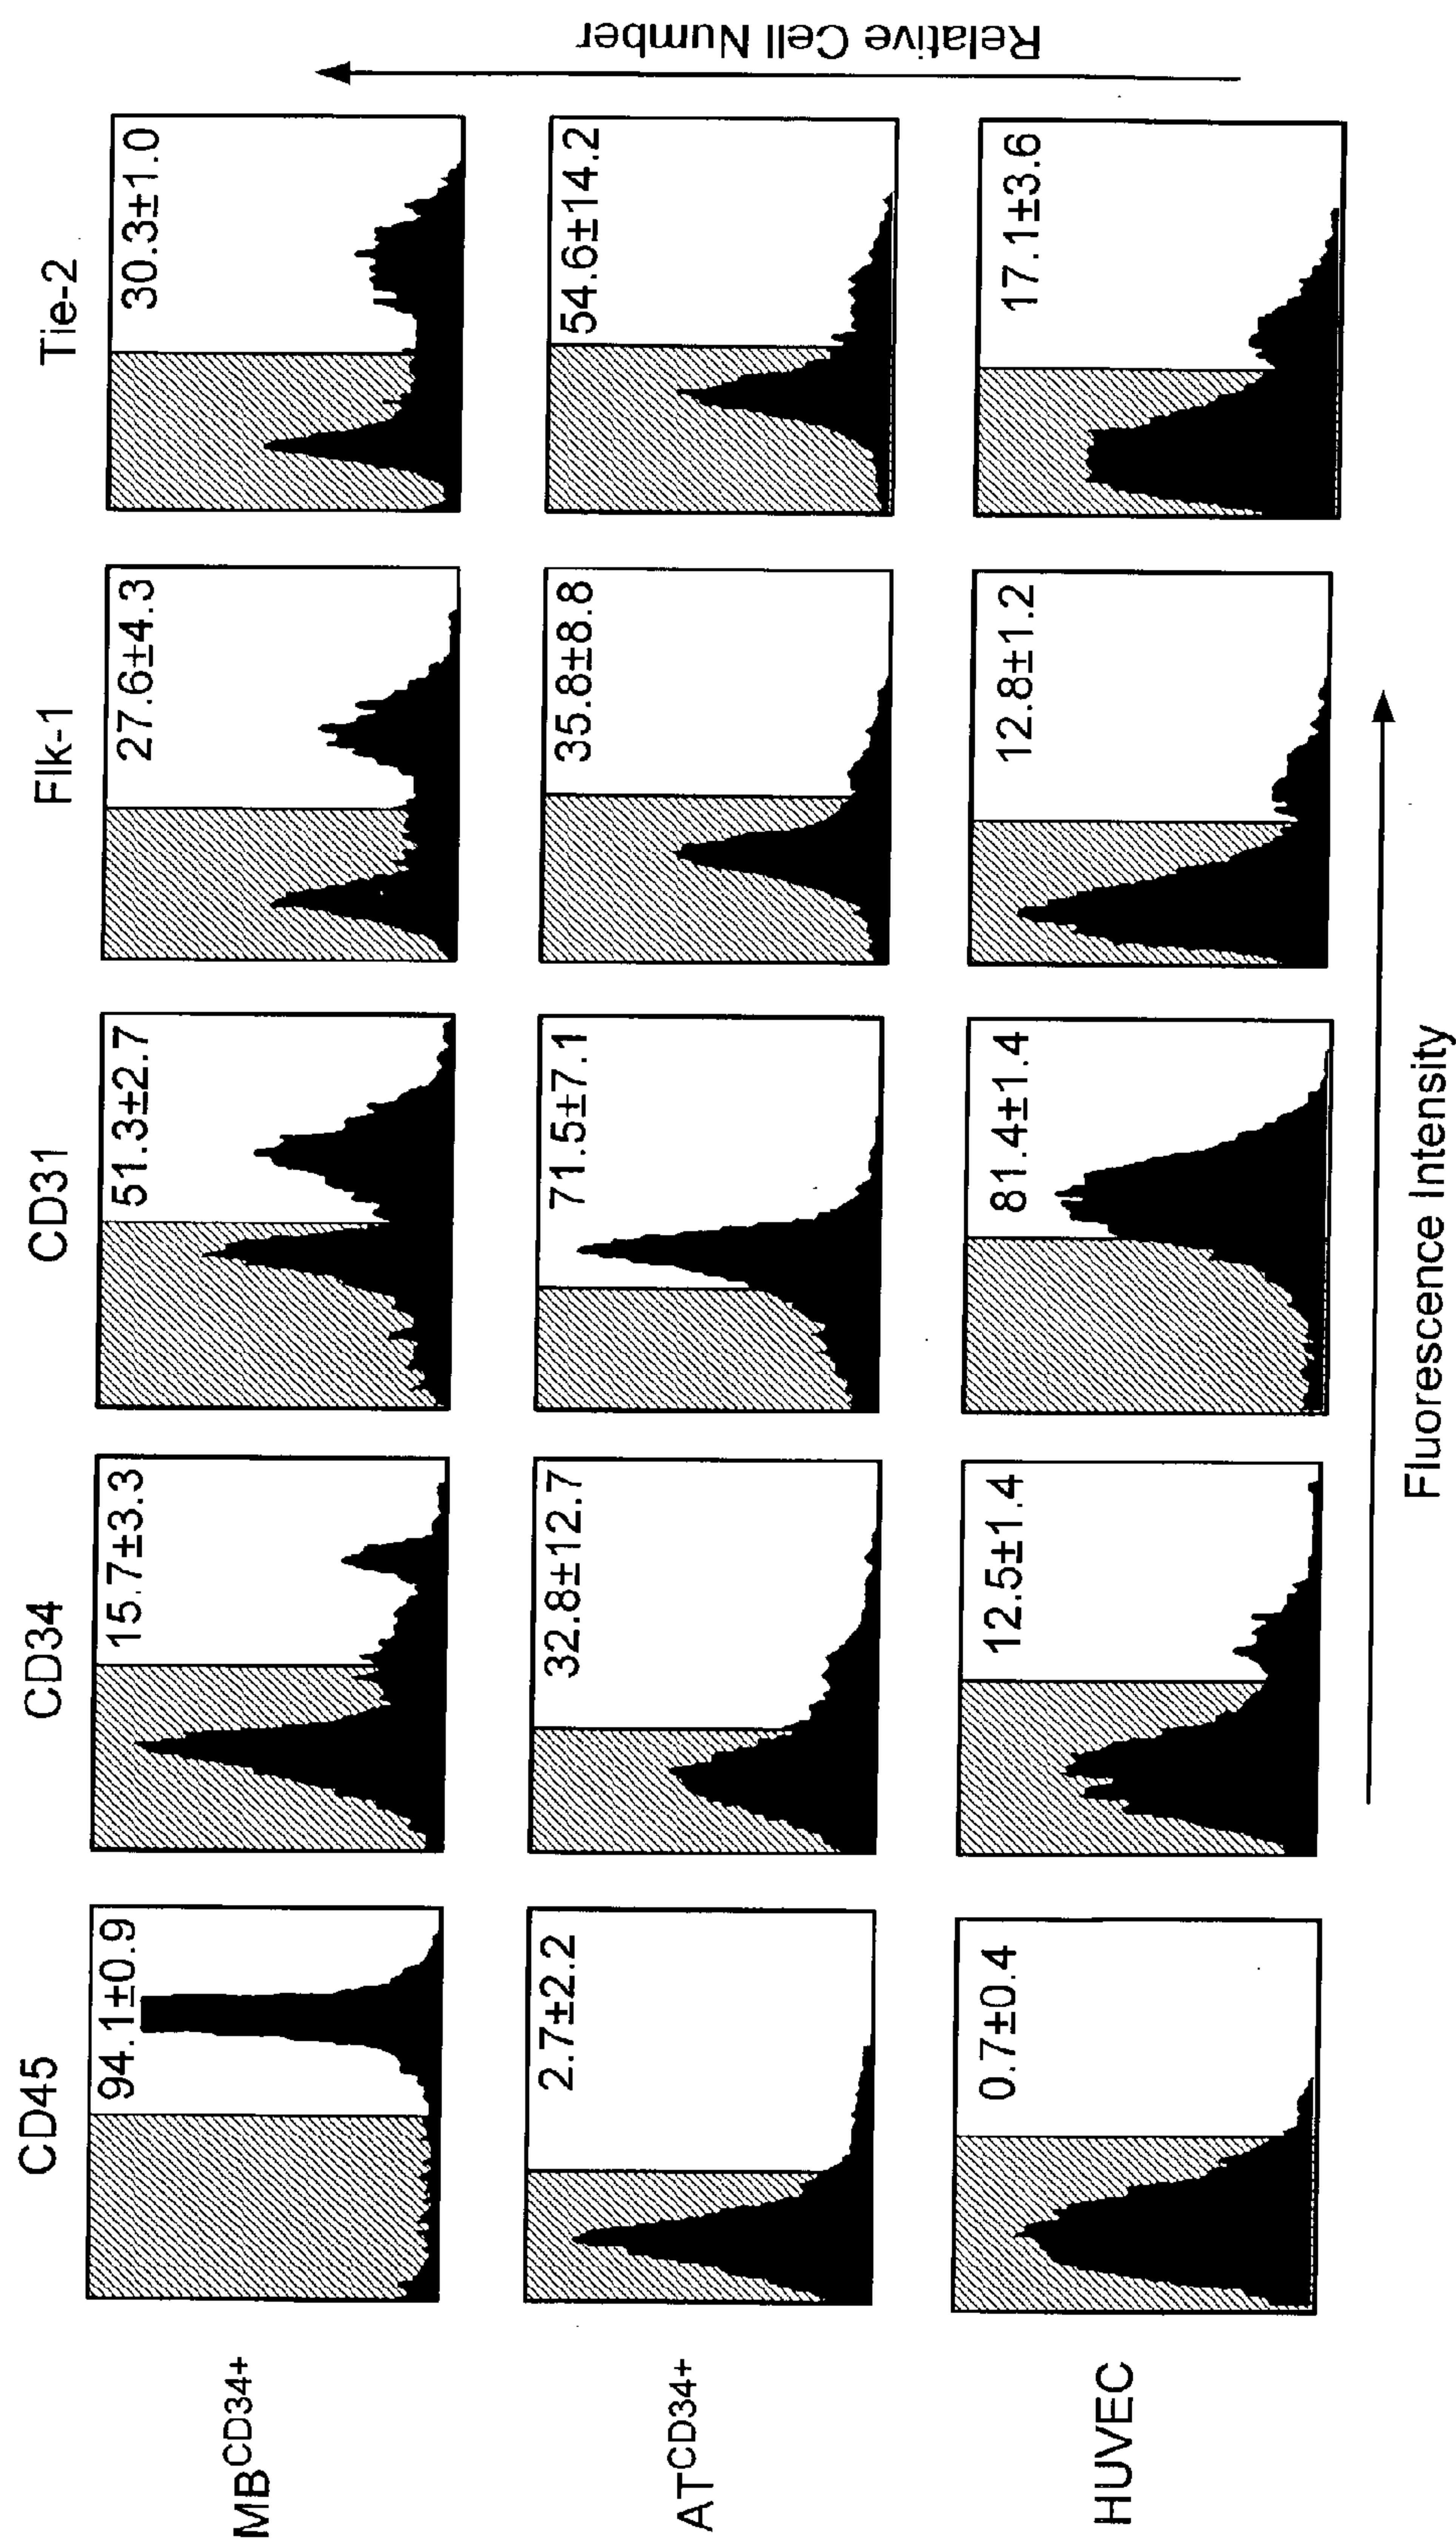 CD45 CD34 CD31 Flk-1 Tie-2
MB^CD34+ 94.1±0.9 15.7±3.3 51.3±2.7 27.6±4.3 30.3±1.0
AT^CD34+ 2.7±2.2 32.8±12.7 71.5±7.1 35.8±8.8 54.6±14.2
HUVEC 0.7±0.4 12.5±1.4 81.4±1.4 12.8±1.2 17.1±3.6
Fluorescence Intensity
Relative Cell Number